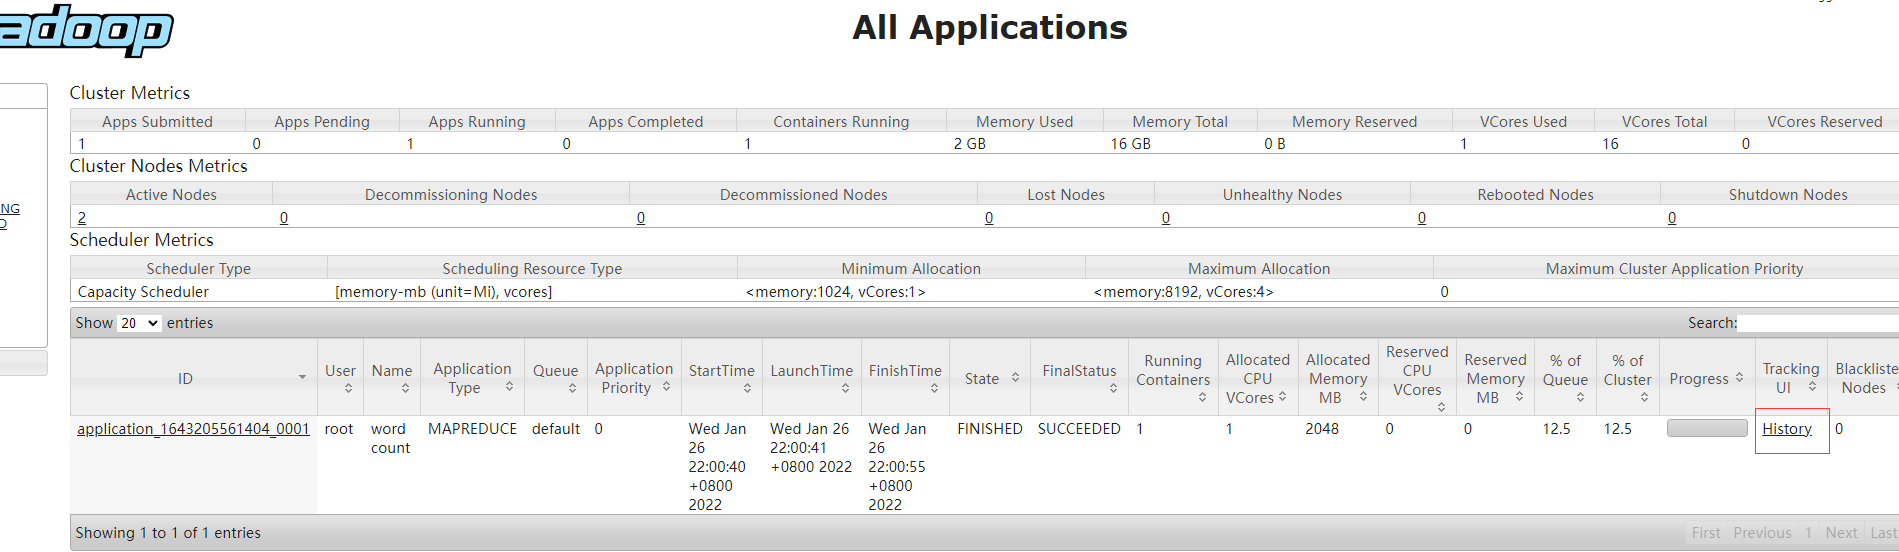 adoop
All Applications
Cluster Metrics
Apps Submitted Apps Pending Apps Running Apps Completed Containers Running Memory Used Memory Total Memory Reserved VCores Used VCores Total VCores Reserved
1 0 1 0 1 2 GB 16 GB 0 B 1 16 0
Cluster Nodes Metrics
Active Nodes Decommissioning Nodes Decommissioned Nodes Lost Nodes Unhealthy Nodes Rebooted Nodes Shutdown Nodes
NG
2 0 0 0 0 0 0
D
Scheduler Metrics
Scheduler Type Scheduling Resource Type Minimum Allocation Maximum Allocation Maximum Cluster Application Priority
Capacity Scheduler [memory-mb (unit=Mi), vcores] <memory:1024, vCores:1> <memory:8192, vCores:4> 0
Show 20 entries Search:
ID User Name Application Type Queue Application Priority StartTime LaunchTime FinishTime State FinalStatus Running Containers Allocated CPU VCores Allocated Memory MB Reserved CPU VCores Reserved Memory MB % of Queue % of Cluster Progress Tracking UI Blackliste Nodes
application_1643205561404_0001 root word count MAPREDUCE default 0 Wed Jan 26 22:00:40 +0800 2022 Wed Jan 26 22:00:41 +0800 2022 Wed Jan 26 22:00:55 +0800 2022 FINISHED SUCCEEDED 1 1 2048 0 0 12.5 12.5 History 0
Showing 1 to 1 of 1 entries First Previous 1 Next Last